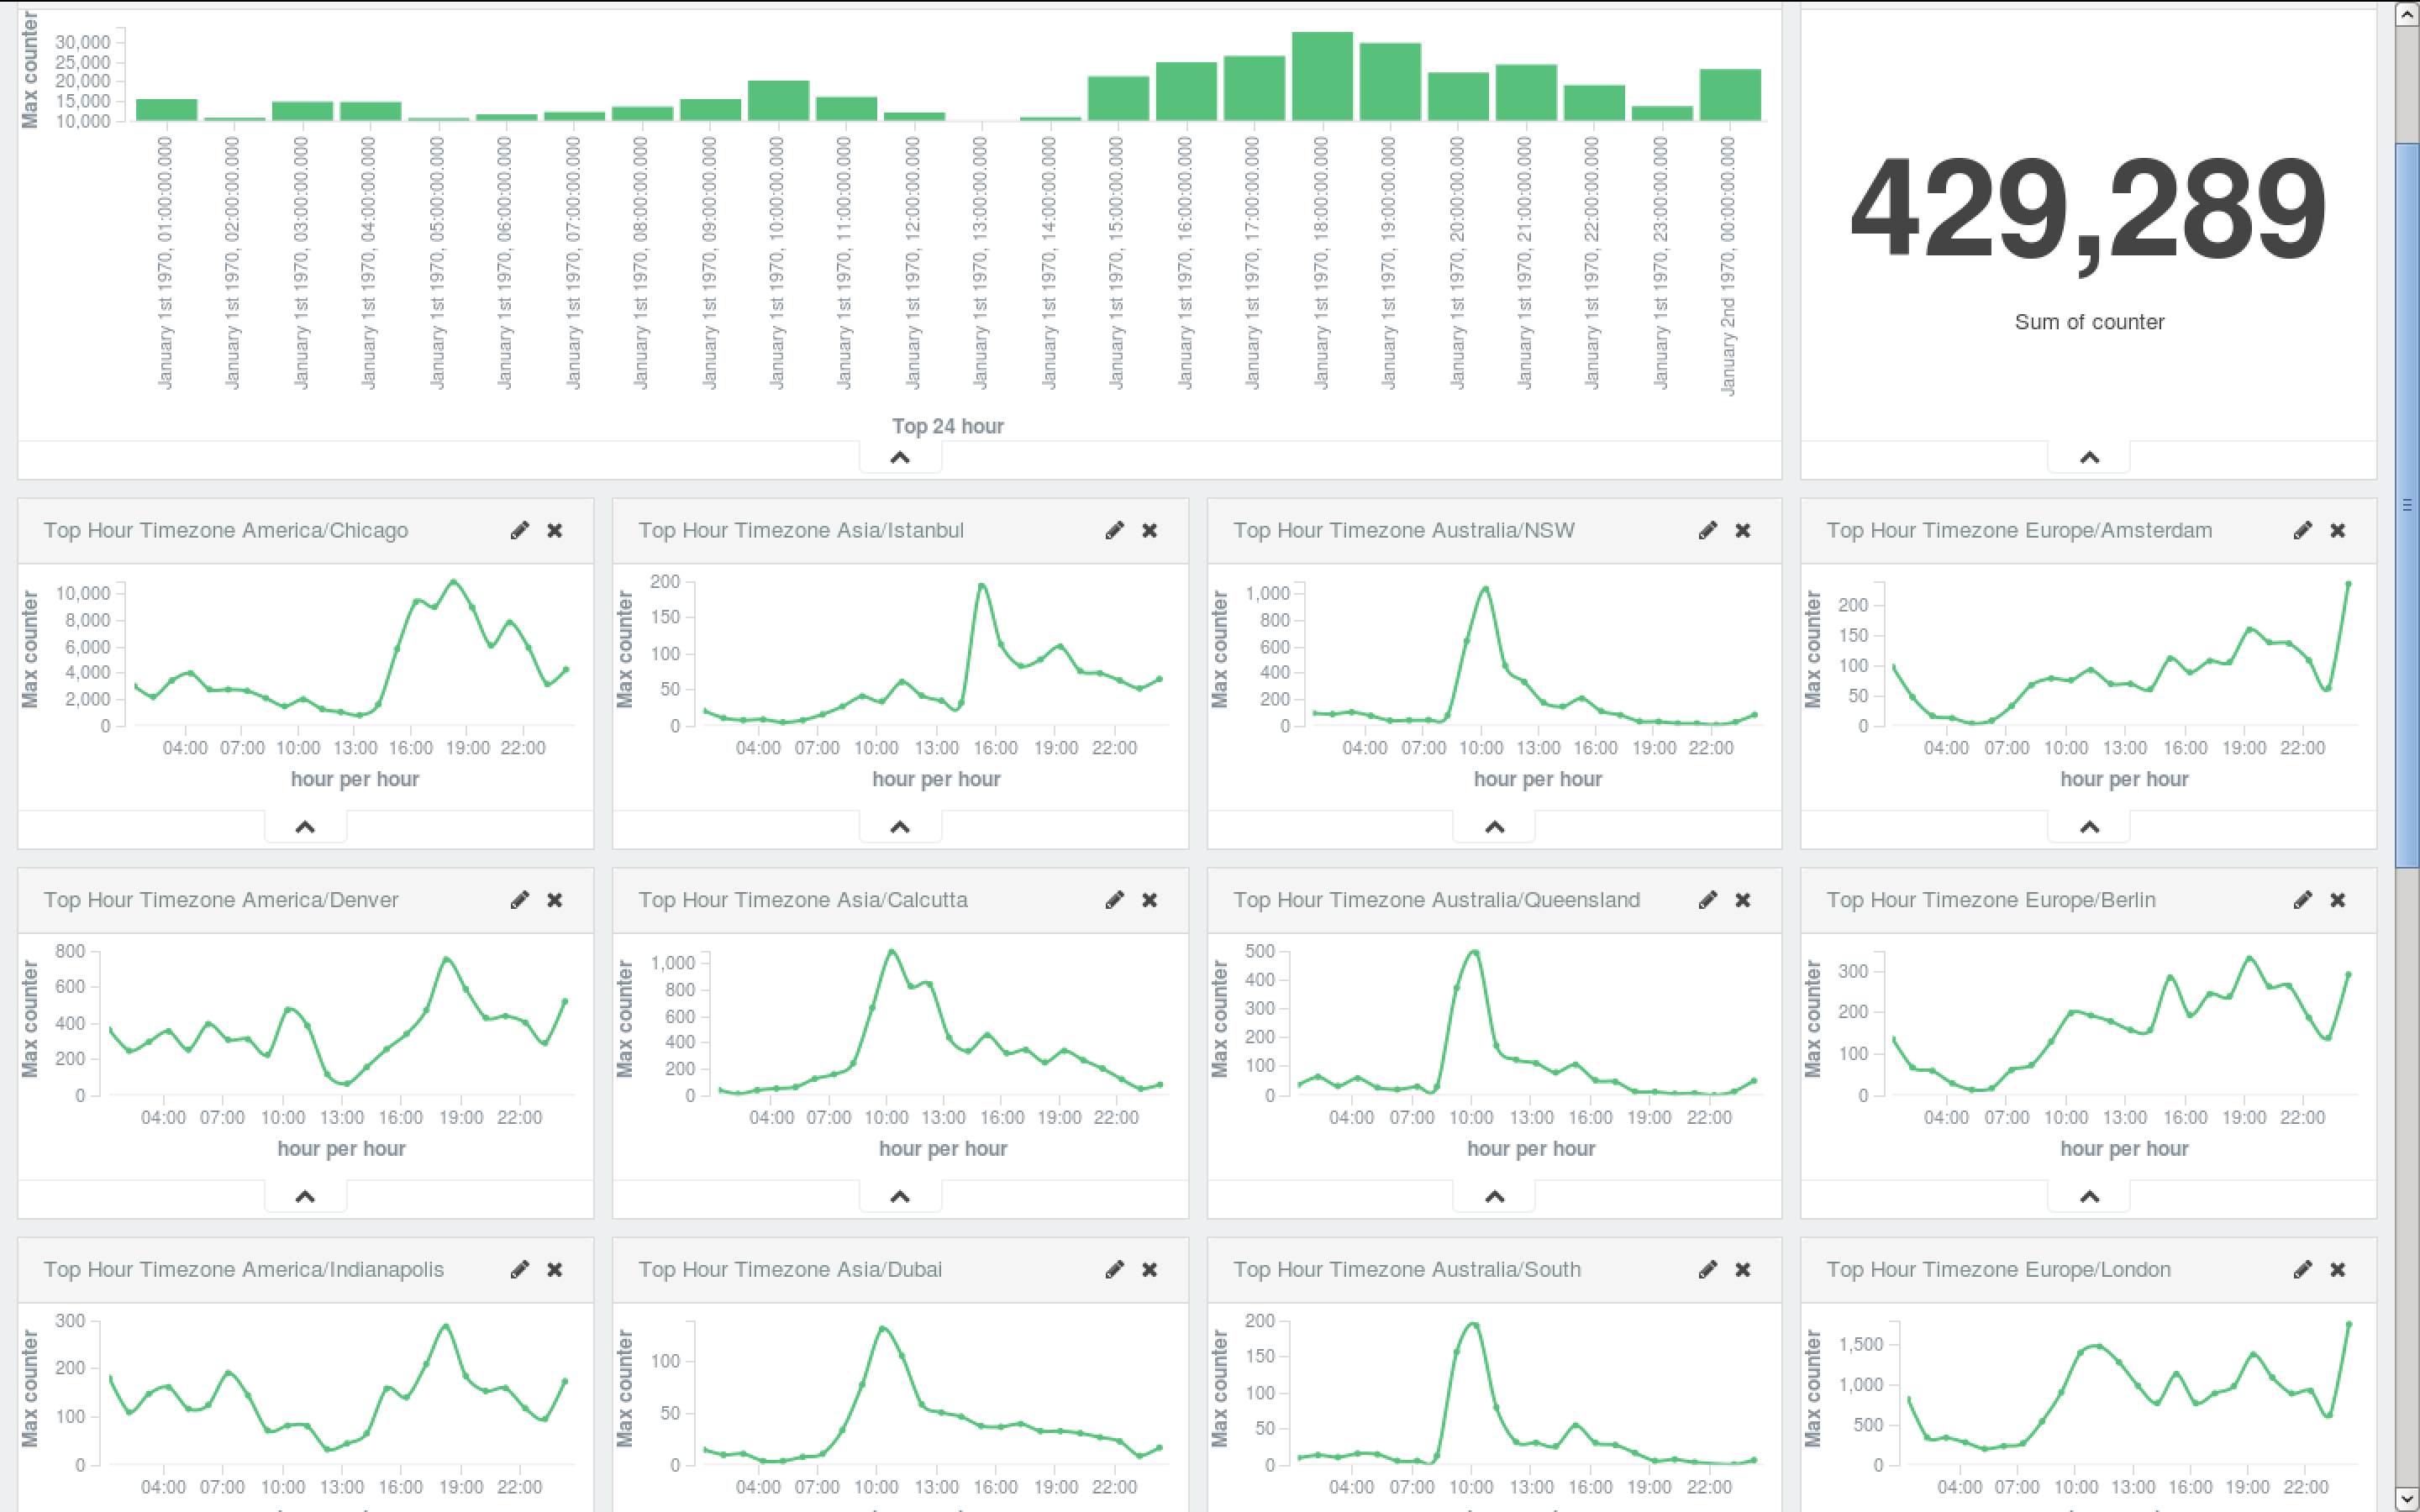 Max counter
30,000
25,000
20,000
15,000
10,000
January 1st 1970, 01:00:00.000
January 1st 1970, 02:00:00.000
January 1st 1970, 03:00:00.000
January 1st 1970, 04:00:00.000
January 1st 1970, 05:00:00.000
January 1st 1970, 06:00:00.000
January 1st 1970, 07:00:00.000
January 1st 1970, 08:00:00.000
January 1st 1970, 09:00:00.000
January 1st 1970, 10:00:00.000
January 1st 1970, 11:00:00.000
January 1st 1970, 12:00:00.000
January 1st 1970, 13:00:00.000
January 1st 1970, 14:00:00.000
January 1st 1970, 15:00:00.000
January 1st 1970, 16:00:00.000
January 1st 1970, 17:00:00.000
January 1st 1970, 18:00:00.000
January 1st 1970, 19:00:00.000
January 1st 1970, 20:00:00.000
January 1st 1970, 21:00:00.000
January 1st 1970, 22:00:00.000
January 1st 1970, 23:00:00.000
January 2nd 1970, 00:00:00.000
Top 24 hour
429,289
Sum of counter
Top Hour Timezone America/Chicago
Max counter
10,000
8,000
6,000
4,000
2,000
0
04:00 07:00 10:00 13:00 16:00 19:00 22:00
hour per hour
Top Hour Timezone Asia/Istanbul
Max counter
200
150
100
50
0
04:00 07:00 10:00 13:00 16:00 19:00 22:00
hour per hour
Top Hour Timezone Australia/NSW
Max counter
1,000
800
600
400
200
0
04:00 07:00 10:00 13:00 16:00 19:00 22:00
hour per hour
Top Hour Timezone Europe/Amsterdam
Max counter
200
150
100
50
0
04:00 07:00 10:00 13:00 16:00 19:00 22:00
hour per hour
Top Hour Timezone America/Denver
Max counter
800
600
400
200
0
04:00 07:00 10:00 13:00 16:00 19:00 22:00
hour per hour
Top Hour Timezone Asia/Calcutta
Max counter
1,000
800
600
400
200
0
04:00 07:00 10:00 13:00 16:00 19:00 22:00
hour per hour
Top Hour Timezone Australia/Queensland
Max counter
500
400
300
200
100
0
04:00 07:00 10:00 13:00 16:00 19:00 22:00
hour per hour
Top Hour Timezone Europe/Berlin
Max counter
300
200
100
0
04:00 07:00 10:00 13:00 16:00 19:00 22:00
hour per hour
Top Hour Timezone America/Indianapolis
Max counter
300
200
100
0
04:00 07:00 10:00 13:00 16:00 19:00 22:00
Top Hour Timezone Asia/Dubai
Max counter
100
50
0
04:00 07:00 10:00 13:00 16:00 19:00 22:00
Top Hour Timezone Australia/South
Max counter
200
150
100
50
0
04:00 07:00 10:00 13:00 16:00 19:00 22:00
Top Hour Timezone Europe/London
Max counter
1,500
1,000
500
0
04:00 07:00 10:00 13:00 16:00 19:00 22:00